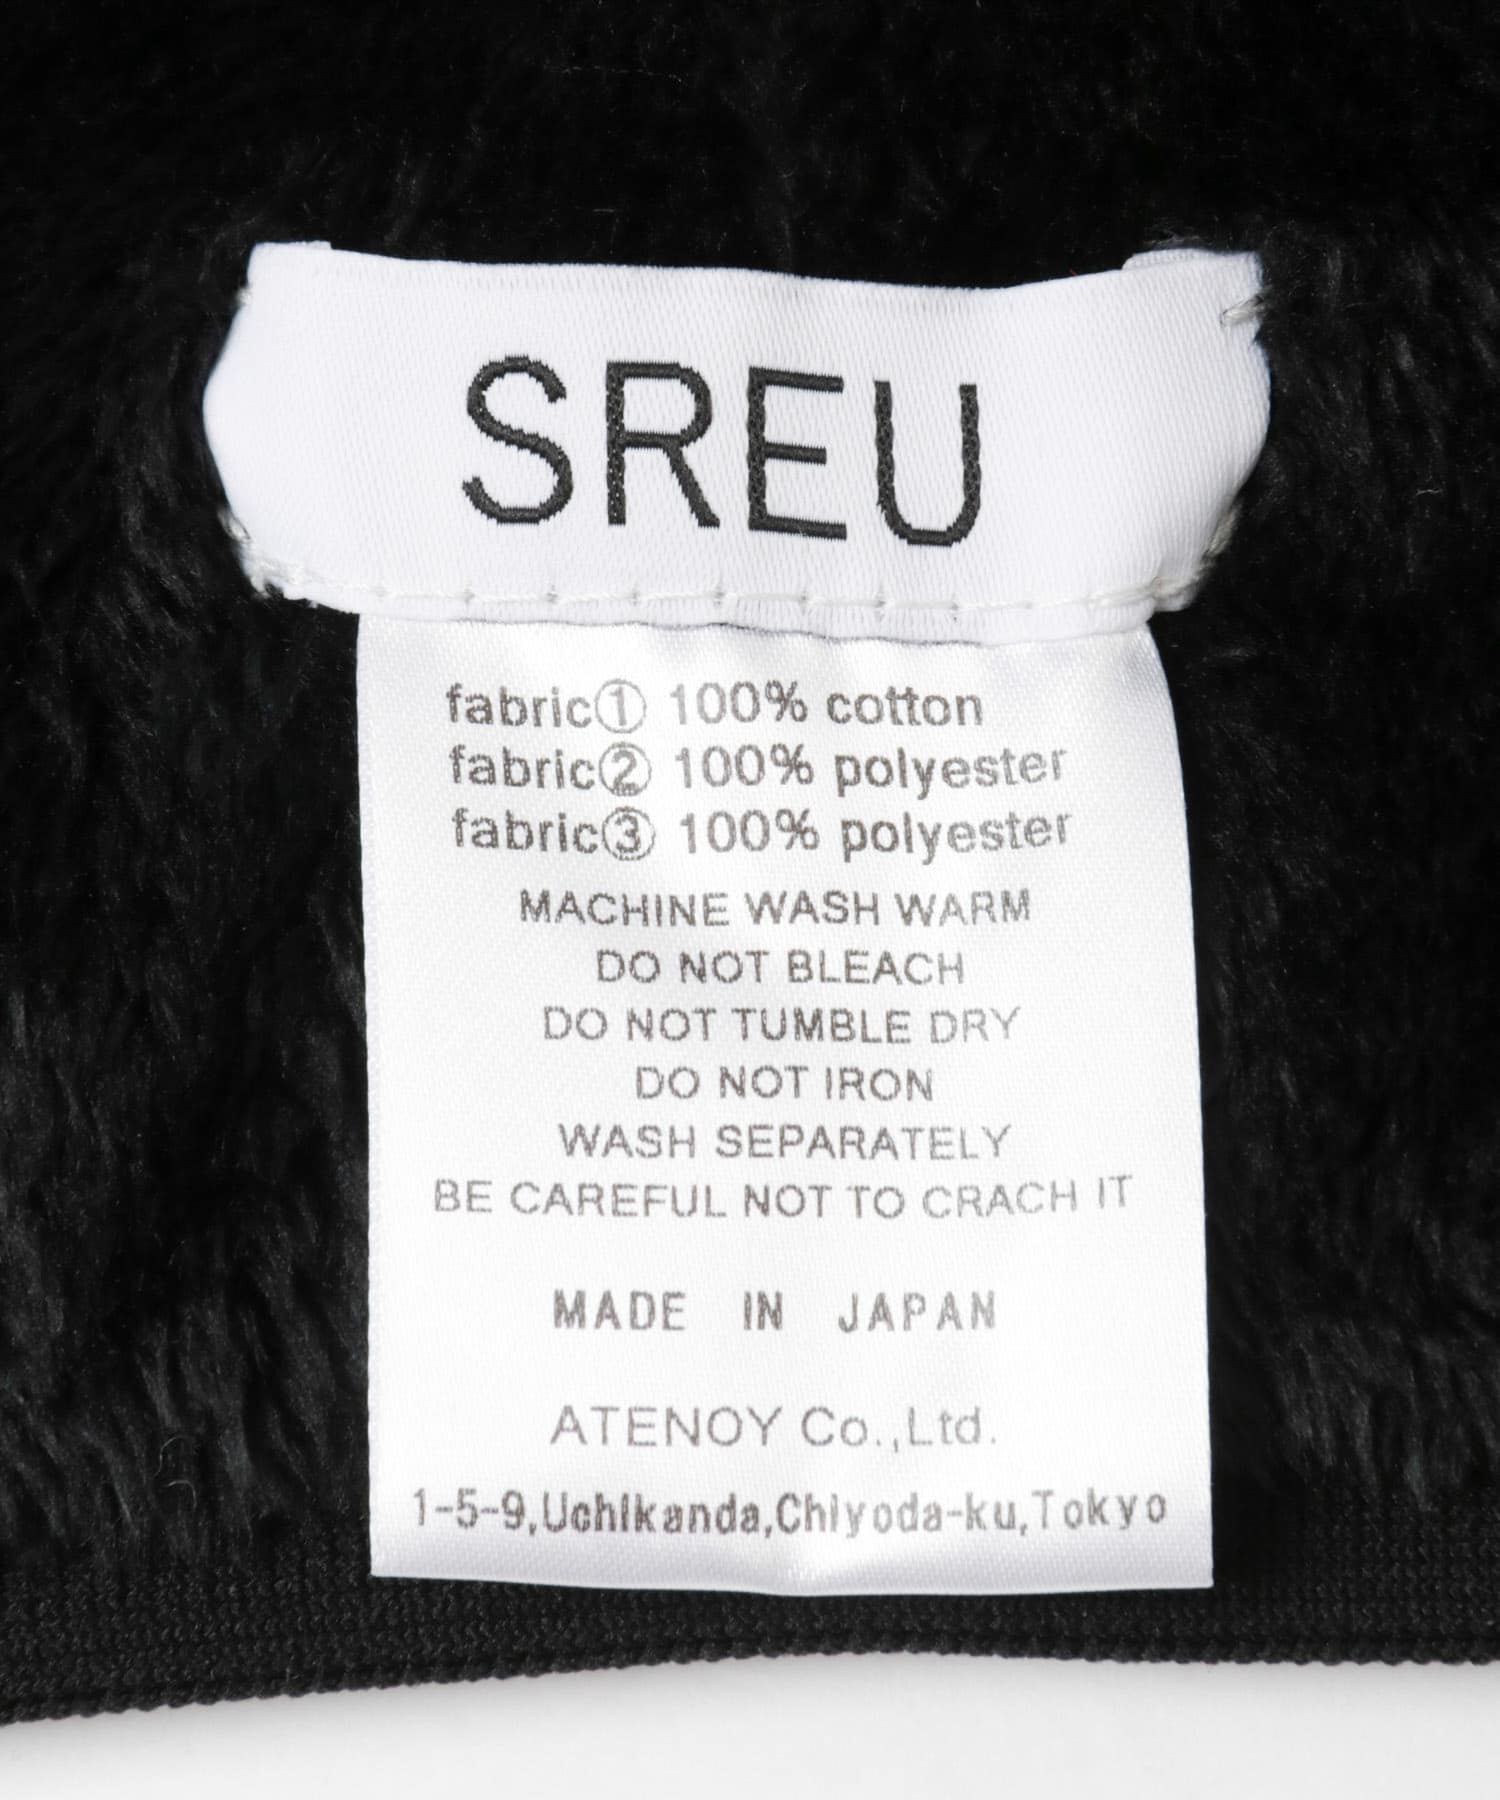 SREU
fabric① 100% cotton
fabric② 100% polyester
fabric③ 100% polyester
MACHINE WASH WARM
DO NOT BLEACH
DO NOT TUMBLE DRY
DO NOT IRON
WASH SEPARATELY
BE CAREFUL NOT TO CRACH IT
MADE IN JAPAN
ATENOY Co.,Ltd.
1-5-9,Uchikanda,Chiyoda-ku,Tokyo